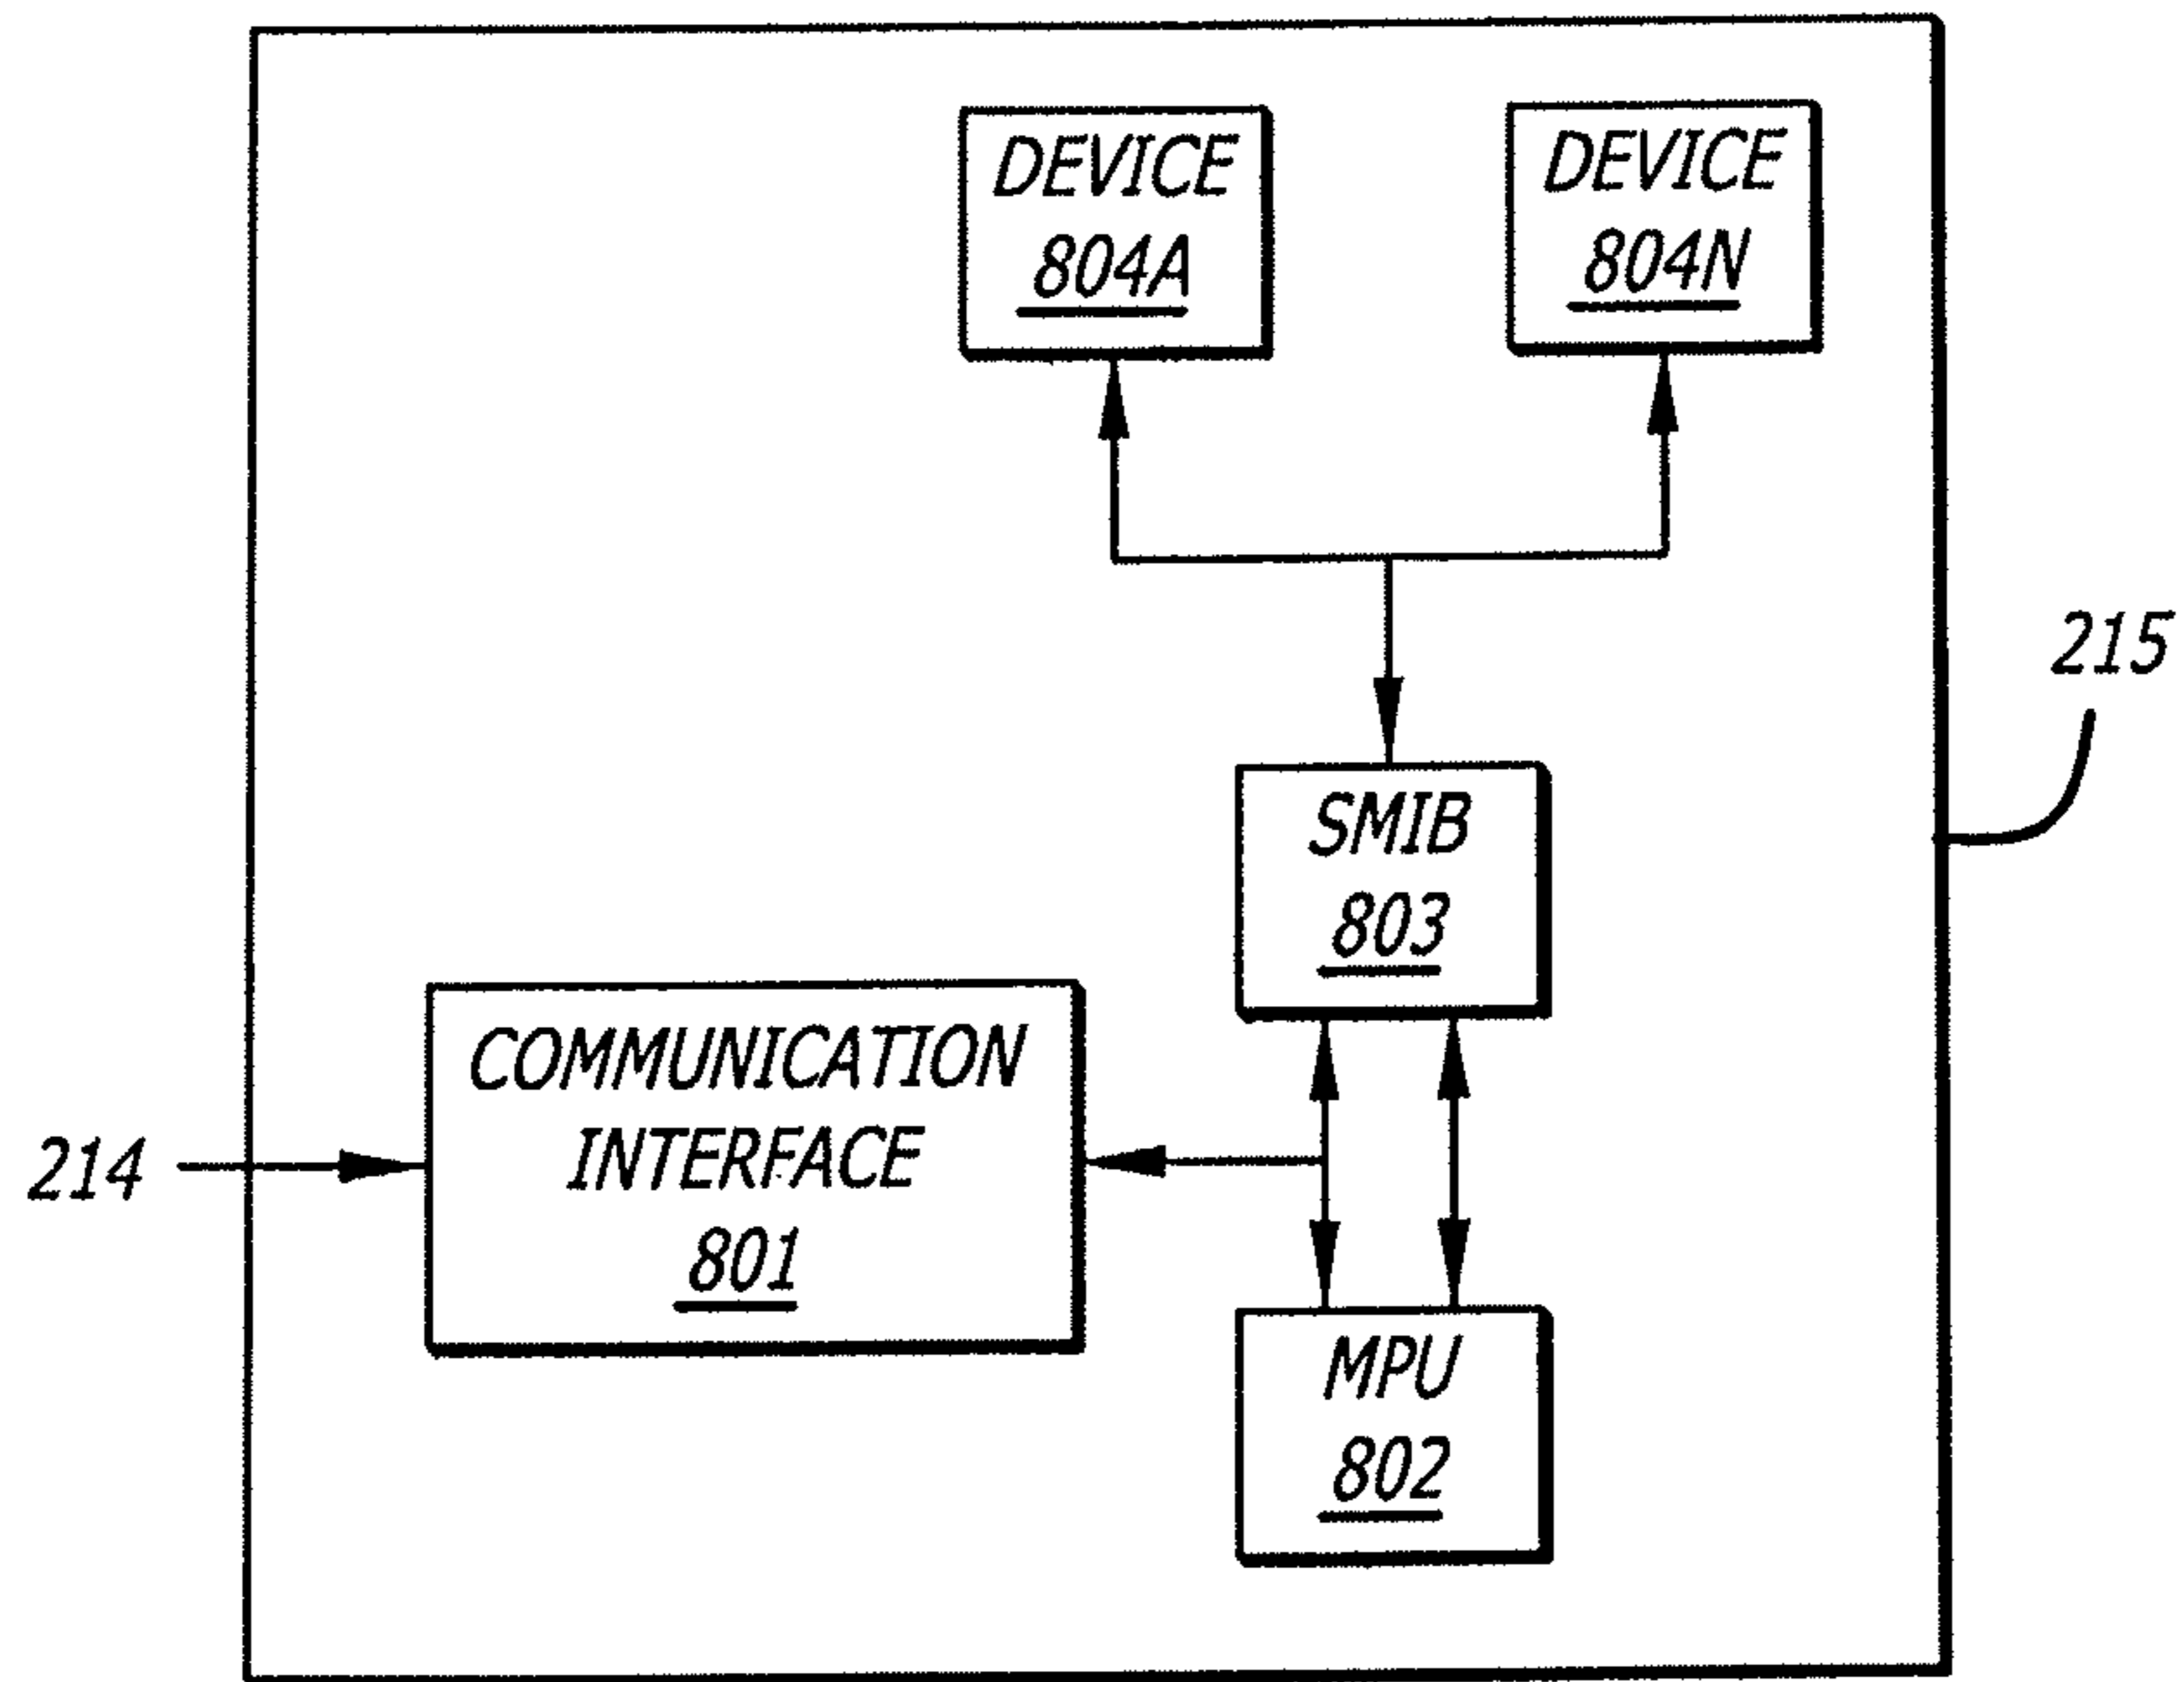 DEVICE
804A
DEVICE
804N
215
SMIB
803
COMMUNICATION
INTERFACE
801
214
MPU
802